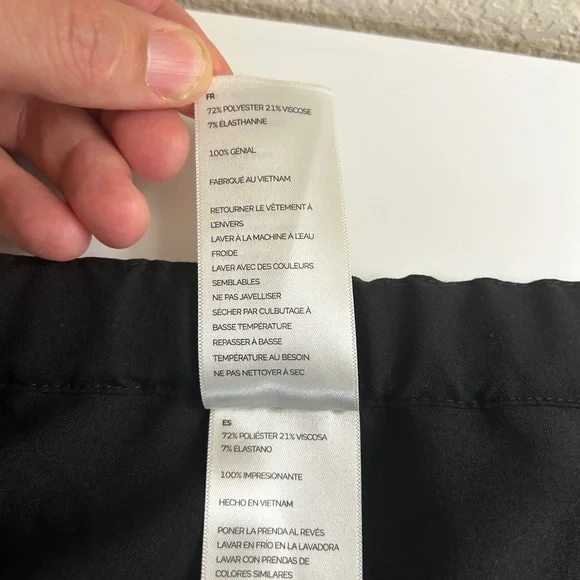 FR
72% POLYESTER 21% VISCOSE
7% ÉLASTHANNE
100% GÉNIAL
FABRIQUÉ AU VIETNAM
RETOURNER LE VÊTEMENT À
L'ENVERS
LAVER À LA MACHINE À L'EAU
FROIDE
LAVER AVEC DES COULEURS
SEMBLABLES
NE PAS JAVELLISER
SÉCHER PAR CULBUTAGE À
BASSE TEMPÉRATURE
REPASSER À BASSE
TEMPÉRATURE AU BESOIN
NE PAS NETTOYER À SEC
ES
72% POLIÉSTER 21% VISCOSA
7% ELASTANO
100% IMPRESIONANTE
HECHO EN VIETNAM
PONER LA PRENDA AL REVÉS
LAVAR EN FRÍO EN LA LAVADORA
LAVAR CON PRENDAS DE
COLORES SIMILARES